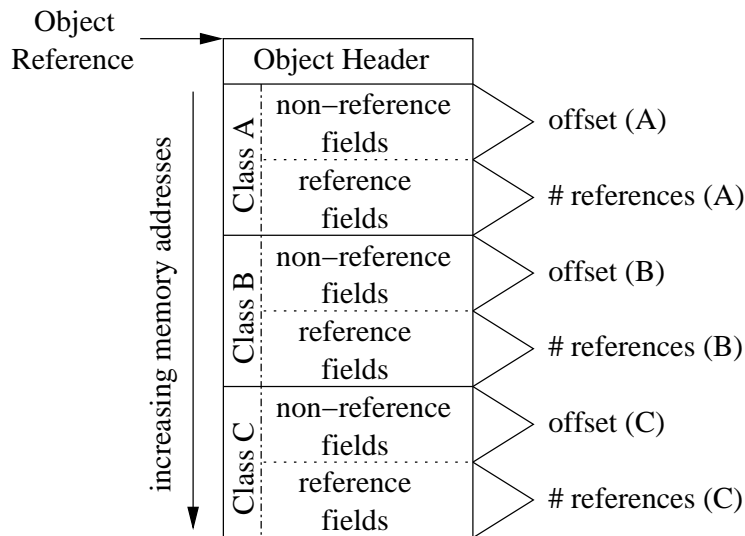 Object
Reference
Object Header
increasing memory addresses
Class A
non−reference
fields
offset (A)
reference
fields
# references (A)
Class B
non−reference
fields
offset (B)
reference
fields
# references (B)
Class C
non−reference
fields
offset (C)
reference
fields
# references (C)